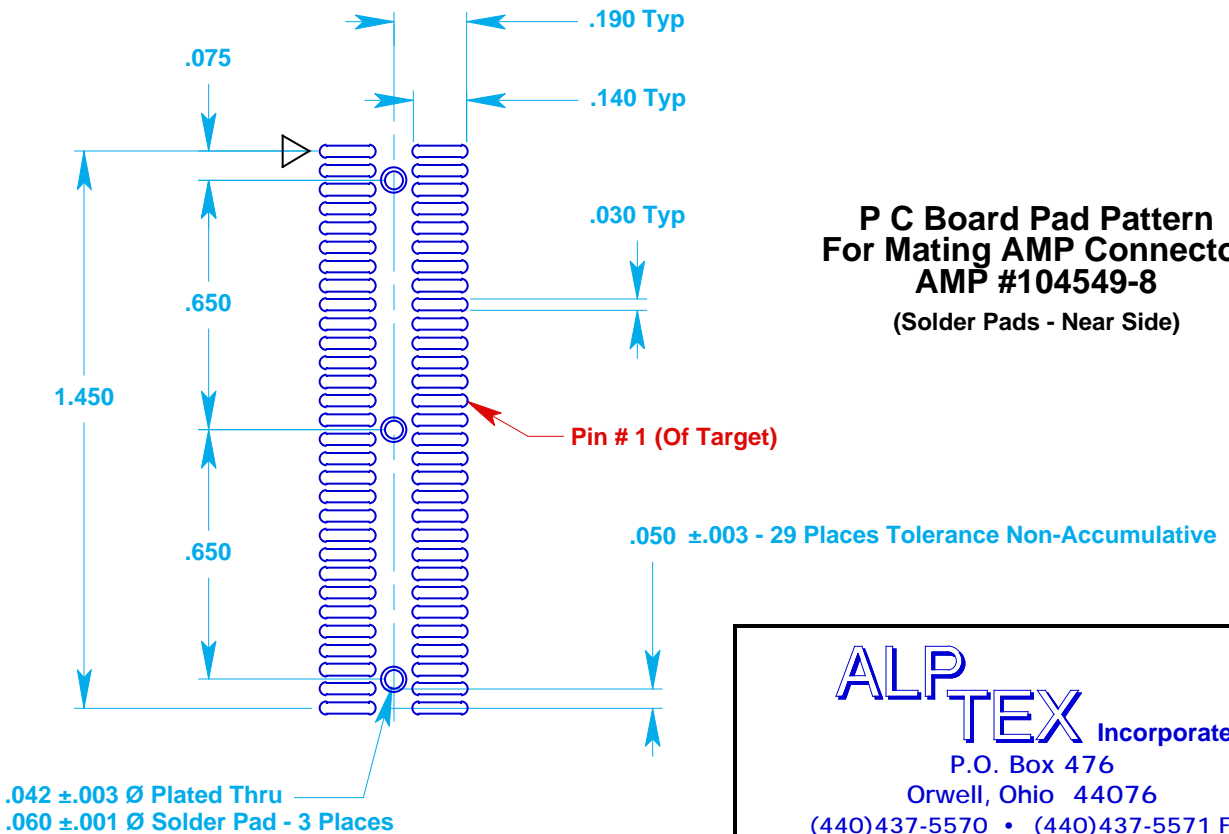 .190 Typ
.075
.140 Typ
.030 Typ
P C Board Pad Pattern
For Mating AMP Connecto
AMP #104549-8
(Solder Pads - Near Side)
.650
1.450
Pin # 1 (Of Target)
.050 ±.003 - 29 Places Tolerance Non-Accumulative
.650
ALP
TEX Incorporate
P.O. Box 476
Orwell, Ohio 44076
(440)437-5570 • (440)437-5571 F
.042 ±.003 Ø Plated Thru
.060 ±.001 Ø Solder Pad - 3 Places